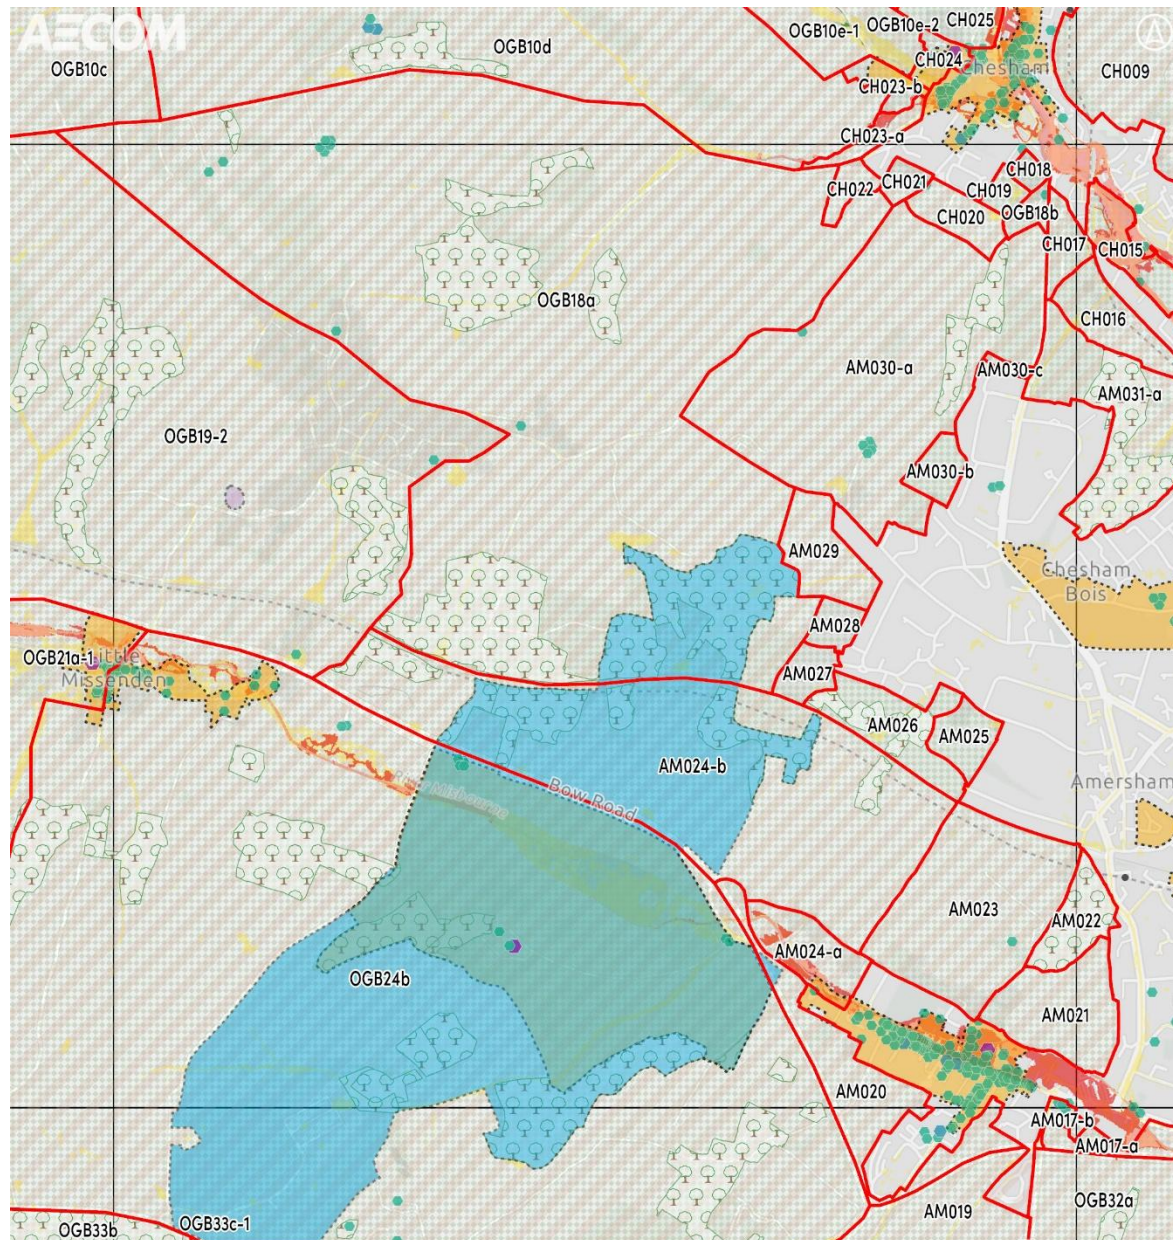 AECOM
OGB10c
OGB10d
OGB10e-1
OGB10e-2
CH025
CH024
Chesham
CH009
CH023-b
CH023-a
CH018
CH022
CH021
CH019
CH020
OGB18b
CH017
CH015
OGB18a
CH016
AM030-a
AM030-c
AM031-a
OGB19-2
AM030-b
AM029
Chesham
Bois
AM028
OGB21a-1
Little
Missenden
AM027
AM026
AM025
AM024-b
Bow Road
River Misbourne
Amersham
AM023
AM022
AM024-a
OGB24b
AM021
AM020
AM017-b
AM017-a
OGB33b
OGB33c-1
AM019
OGB32a